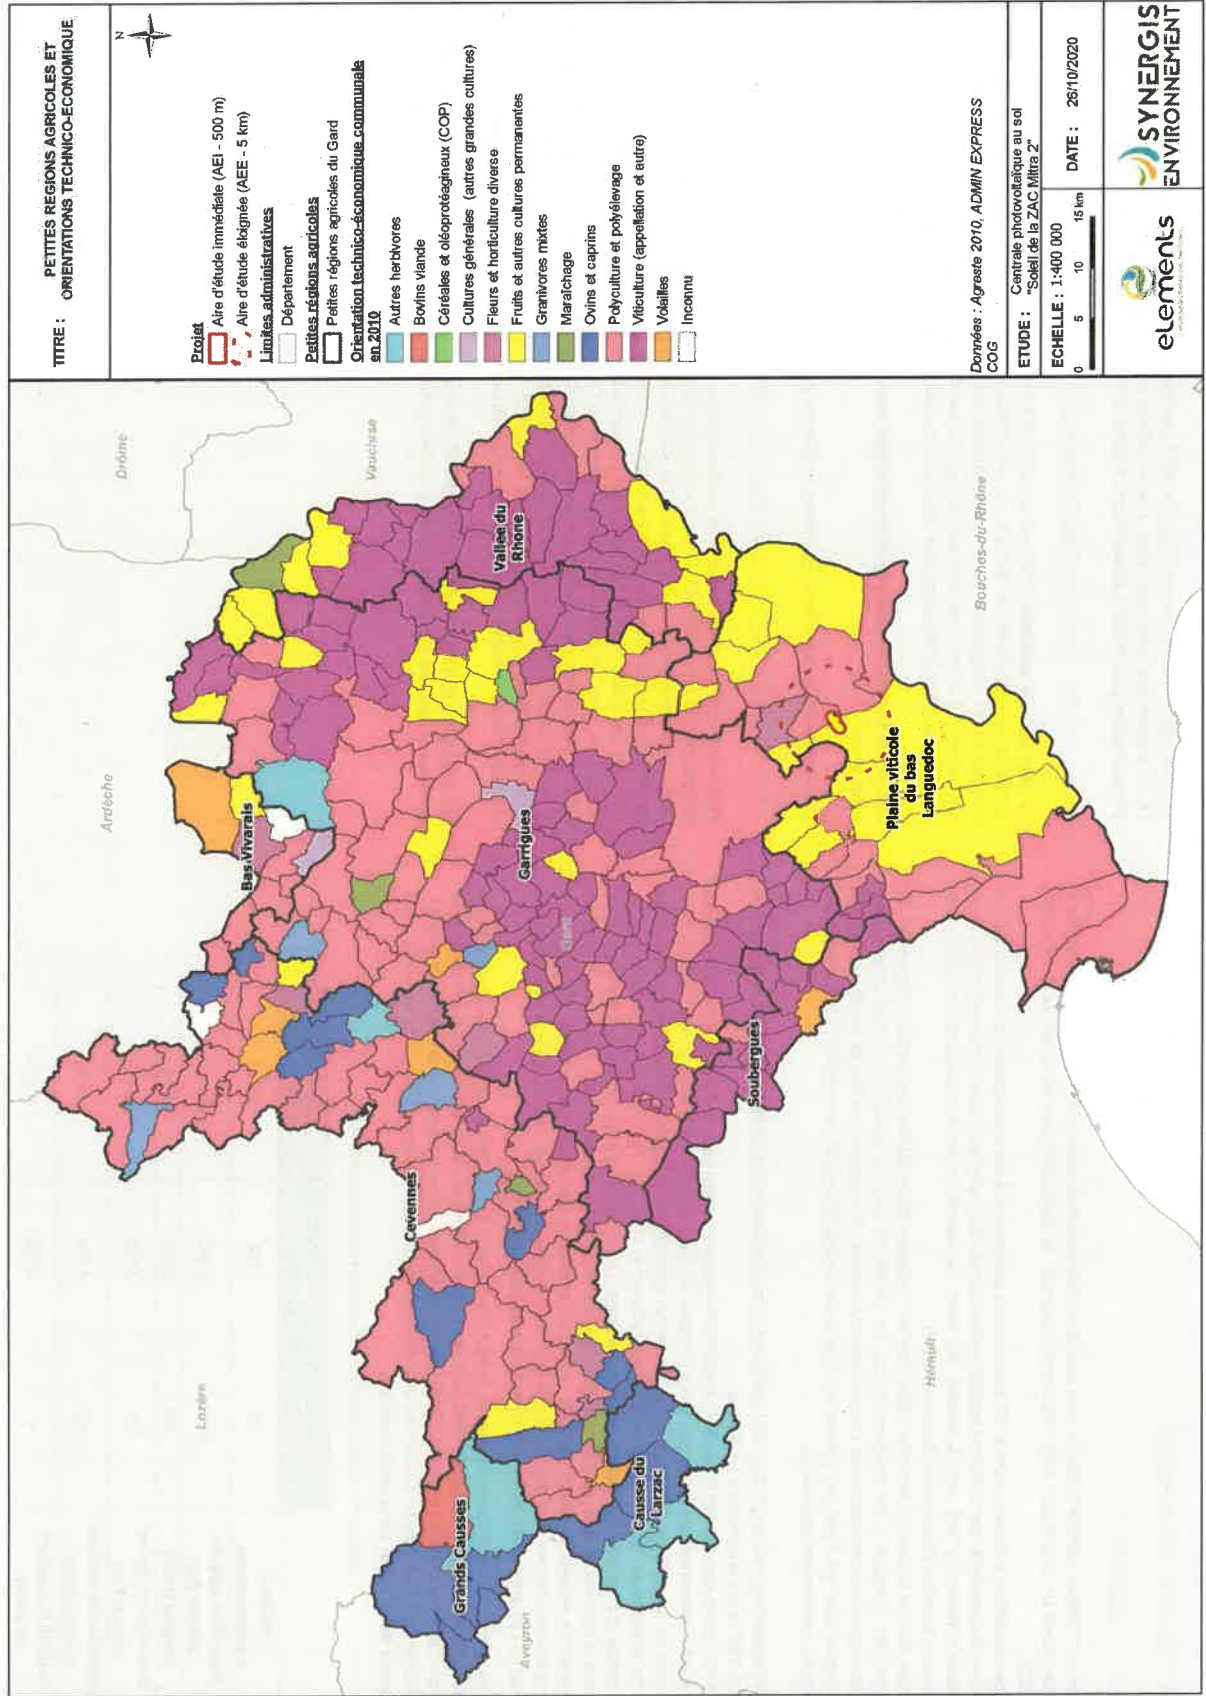 TITRE :
PETITES REGIONS AGRICOLES ET
ORIENTATIONS TECHNICO-ECONOMIQUE
N
Projet
Aire d'étude immédiate (AEI - 500 m)
Aire d'étude éloignée (AEE - 5 km)
Limites administratives
Département
Petites régions agricoles
Petites régions agricoles du Gard
Orientation technico-économique communale
en 2010
Autres herbivores
Bovins viande
Céréales et oléoprotéagineux (COP)
Cultures générales (autres grandes cultures)
Fleurs et horticulture diverse
Fruits et autres cultures permanentes
Granivores mixtes
Maraîchage
Ovins et caprins
Polyculture et polyélevage
Viticulture (appellation et autre)
Volailles
Inconnu
Données : Agreste 2010, ADMIN EXPRESS
COG
ETUDE :
Centrale photovoltaïque au sol
"Soleil de la ZAC Mitra 2"
ECHELLE : 1:400 000
0 5 10 15 km
DATE : 26/10/2020
elements
SYNERGIS
ENVIRONNEMENT
Drôme
Vaucluse
Ardèche
Bouches-du-Rhône
Lozère
Hérault
Aveyron
Gard
Vallée du
Rhone
Bas-Vivarais
Garrigues
Plaine viticole
du bas
Languedoc
Soubergues
Cevennes
Grands Causses
Causse du
Larzac